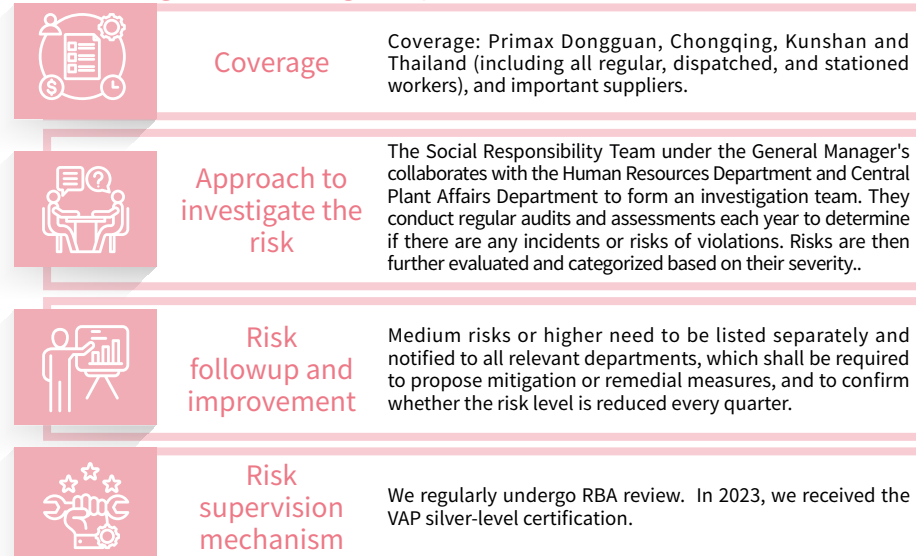 Coverage
Coverage: Primax Dongguan, Chongqing, Kunshan and
Thailand (including all regular, dispatched, and stationed
workers), and important suppliers.
Approach to
investigate the
risk
The Social Responsibility Team under the General Manager's
collaborates with the Human Resources Department and Central
Plant Affairs Department to form an investigation team. They
conduct regular audits and assessments each year to determine
if there are any incidents or risks of violations. Risks are then
further evaluated and categorized based on their severity..
Risk
followup and
improvement
Medium risks or higher need to be listed separately and
notified to all relevant departments, which shall be required
to propose mitigation or remedial measures, and to confirm
whether the risk level is reduced every quarter.
Risk
supervision
mechanism
We regularly undergo RBA review. In 2023, we received the
VAP silver-level certification.